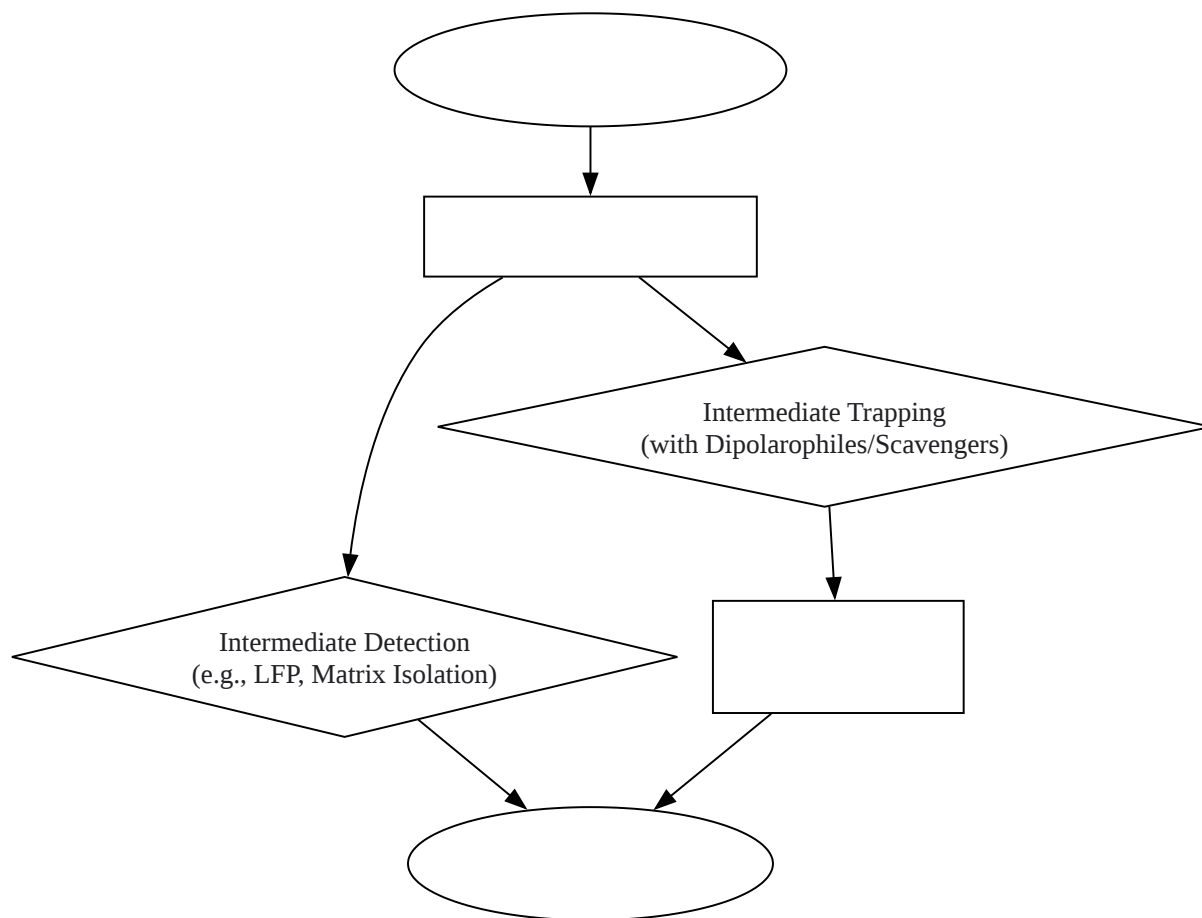 Intermediate Trapping
(with Dipolarophiles/Scavengers)
Intermediate Detection
(e.g., LFP, Matrix Isolation)